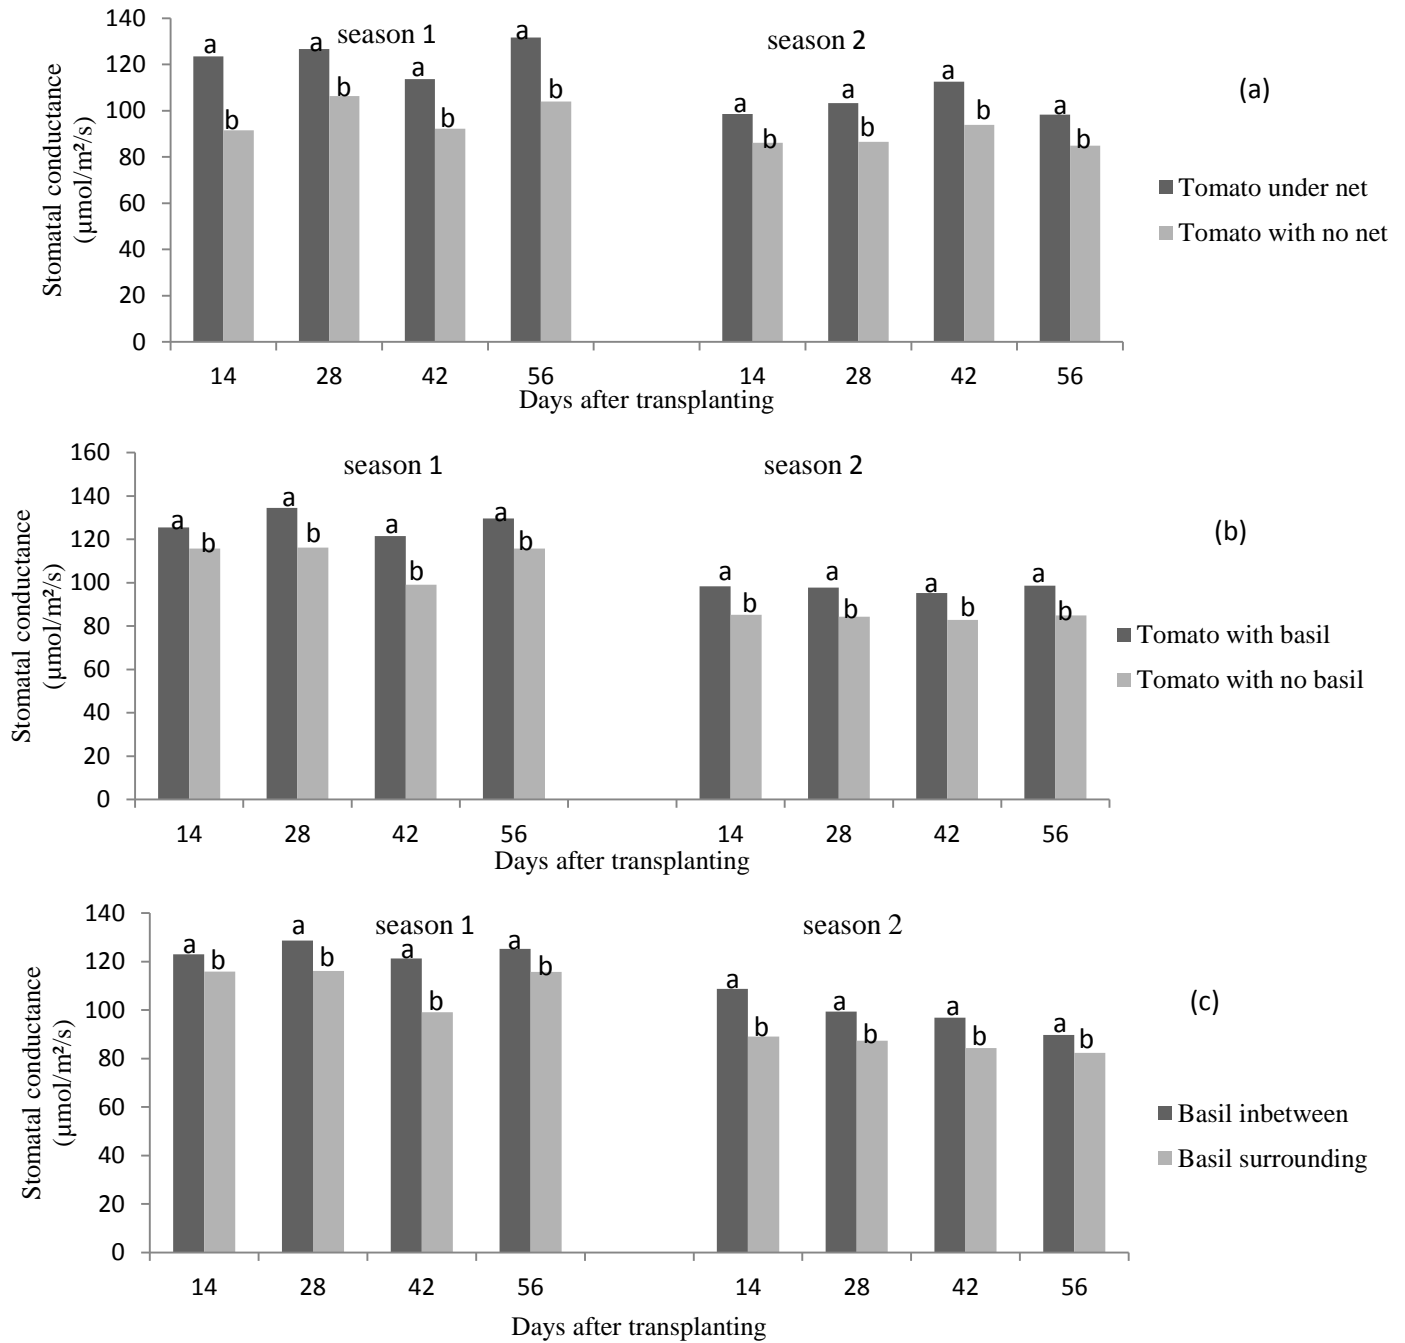 140
120
100
80
60
40
20
0
Stomatal conductance
(µmol/m²/s)
season 1
season 2
a
b
a
b
a
b
a
b
a
b
a
b
a
b
a
b
(a)
Tomato under net
Tomato with no net
14 28 42 56 14 28 42 56
Days after transplanting
160
140
120
100
80
60
40
20
0
Stomatal conductance
(µmol/m²/s)
season 1
season 2
a
b
a
b
a
b
a
b
a
b
a
b
a
b
a
b
(b)
Tomato with basil
Tomato with no basil
14 28 42 56 14 28 42 56
Days after transplanting
140
120
100
80
60
40
20
0
Stomatal conductance
(µmol/m²/s)
season 1
season 2
a
b
a
b
a
b
a
b
a
b
a
b
a
b
a
b
(c)
Basil inbetween
Basil surrounding
14 28 42 56 14 28 42 56
Days after transplanting